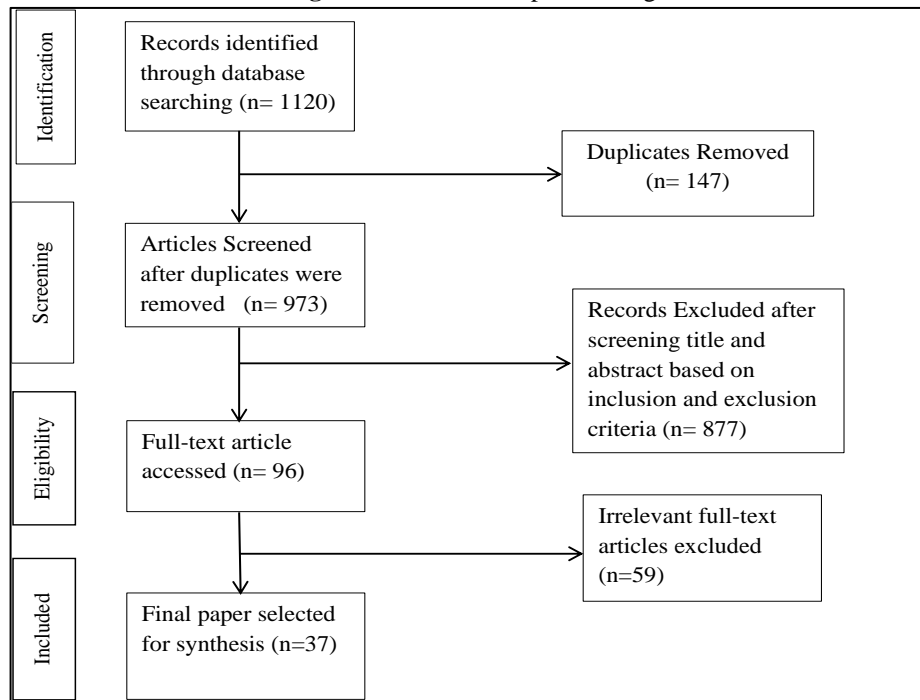 Identification
Records identified
through database
searching (n= 1120)
Duplicates Removed
(n= 147)
Screening
Articles Screened
after duplicates were
removed (n= 973)
Records Excluded after
screening title and
abstract based on
inclusion and exclusion
criteria (n= 877)
Eligibility
Full-text article
accessed (n= 96)
Irrelevant full-text
articles excluded
(n=59)
Included
Final paper selected
for synthesis (n=37)